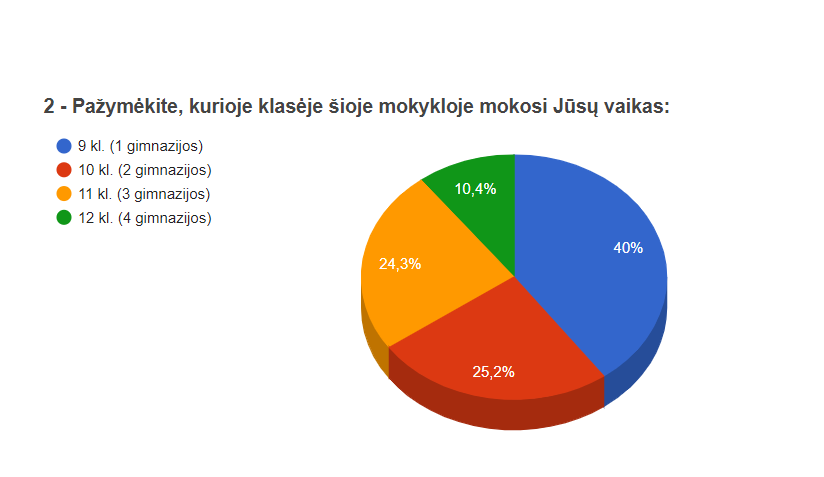 2 - Pažymėkite, kurioje klasėje šioje mokykloje mokosi Jūsų vaikas:
9 kl. (1 gimnazijos)
10 kl. (2 gimnazijos)
11 kl. (3 gimnazijos)
12 kl. (4 gimnazijos)
10,4%
40%
24,3%
25,2%